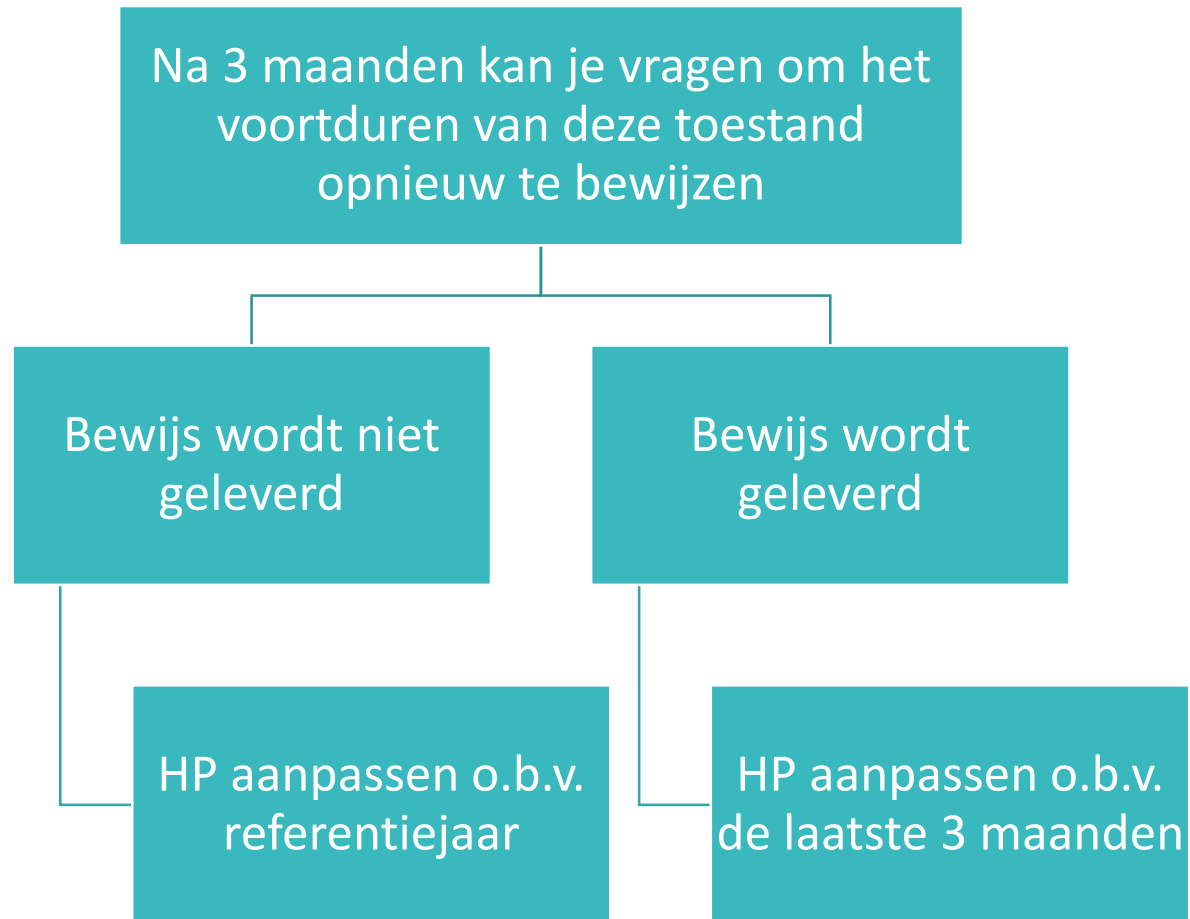 Na 3 maanden kan je vragen om het
voortduren van deze toestand
opnieuw te bewijzen
Bewijs wordt niet
geleverd
Bewijs wordt
geleverd
HP aanpassen o.b.v.
referentiejaar
HP aanpassen o.b.v.
de laatste 3 maanden